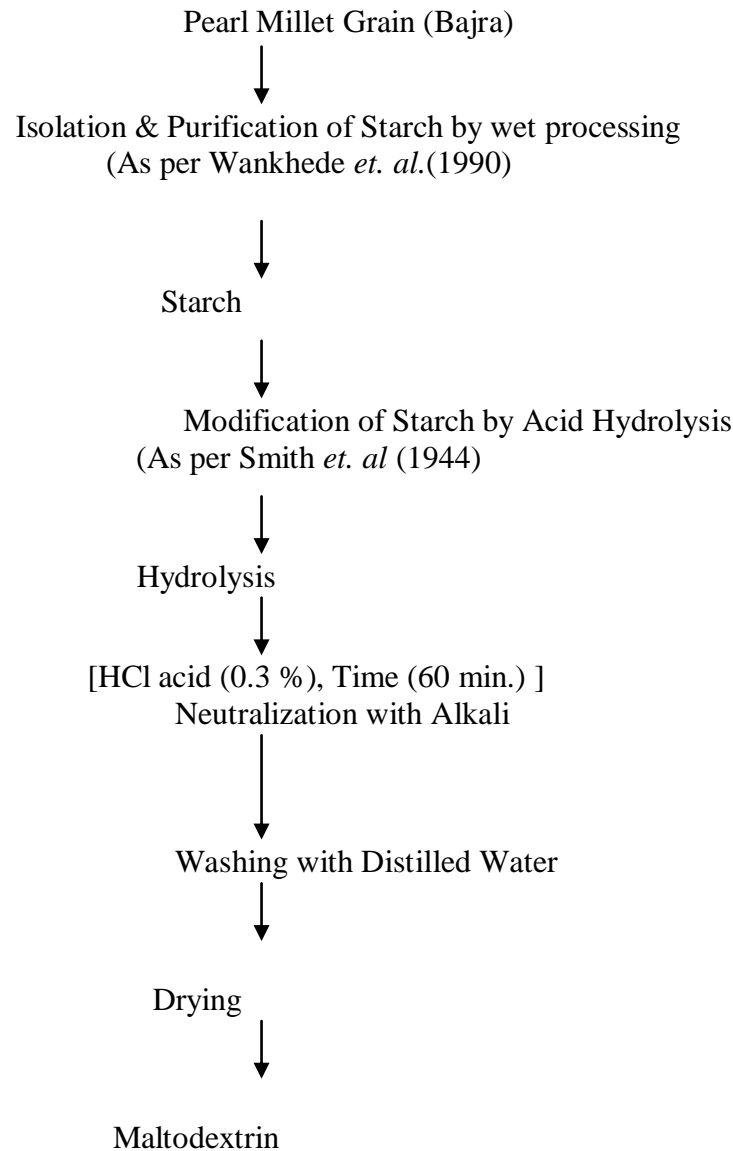 Pearl Millet Grain (Bajra)
Isolation & Purification of Starch by wet processing
(As per Wankhede et. al.(1990)
Starch
Modification of Starch by Acid Hydrolysis
(As per Smith et. al (1944)
Hydrolysis
[HCl acid (0.3 %), Time (60 min.) ]
Neutralization with Alkali
Washing with Distilled Water
Drying
Maltodextrin